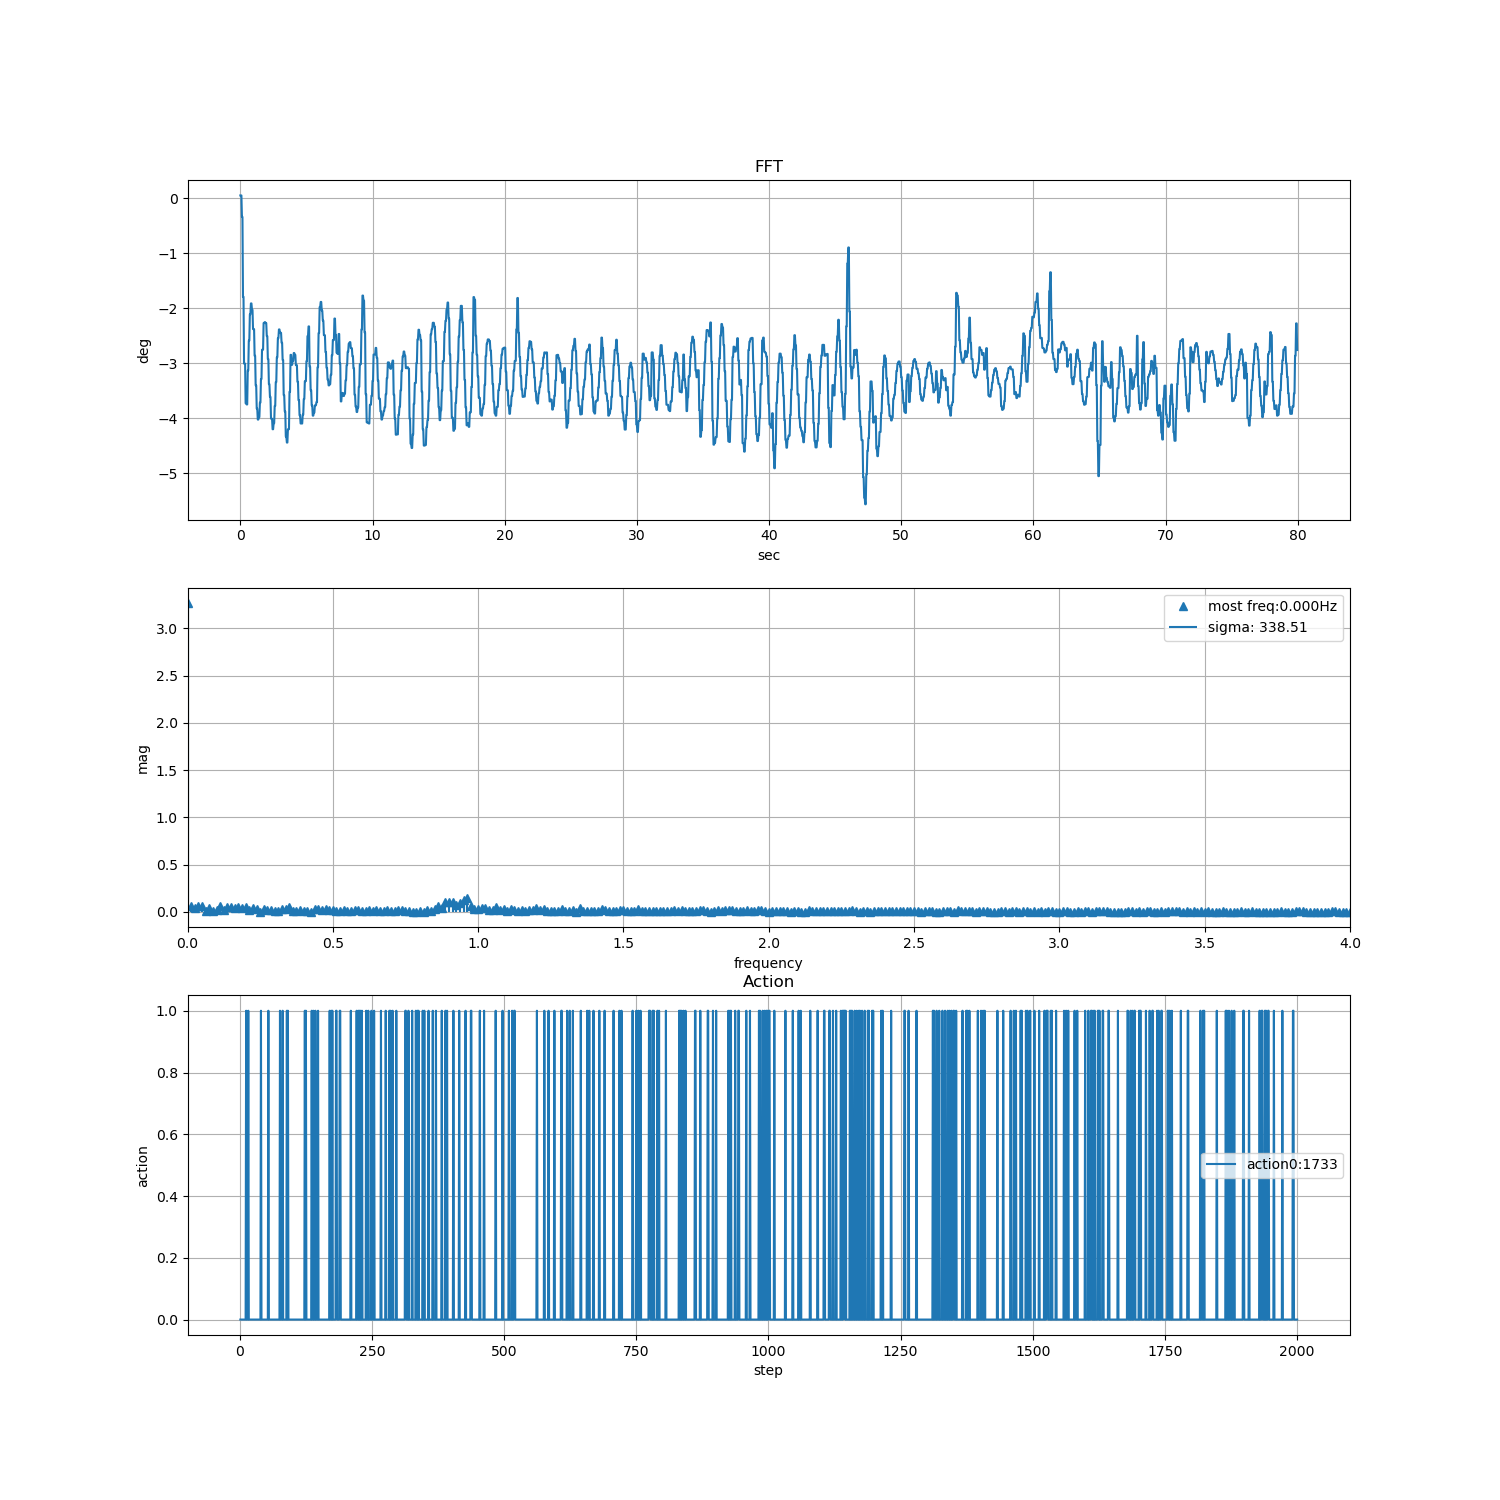 FFT
0
−1
−2
−3
−4
−5
deg
0 10 20 30 40 50 60 70 80
sec
most freq:0.000Hz
sigma: 338.51
3.0
2.5
2.0
1.5
1.0
0.5
0.0
mag
0.0 0.5 1.0 1.5 2.0 2.5 3.0 3.5 4.0
frequency
Action
1.0
0.8
0.6
0.4
0.2
0.0
action
action0:1733
0 250 500 750 1000 1250 1500 1750 2000
step